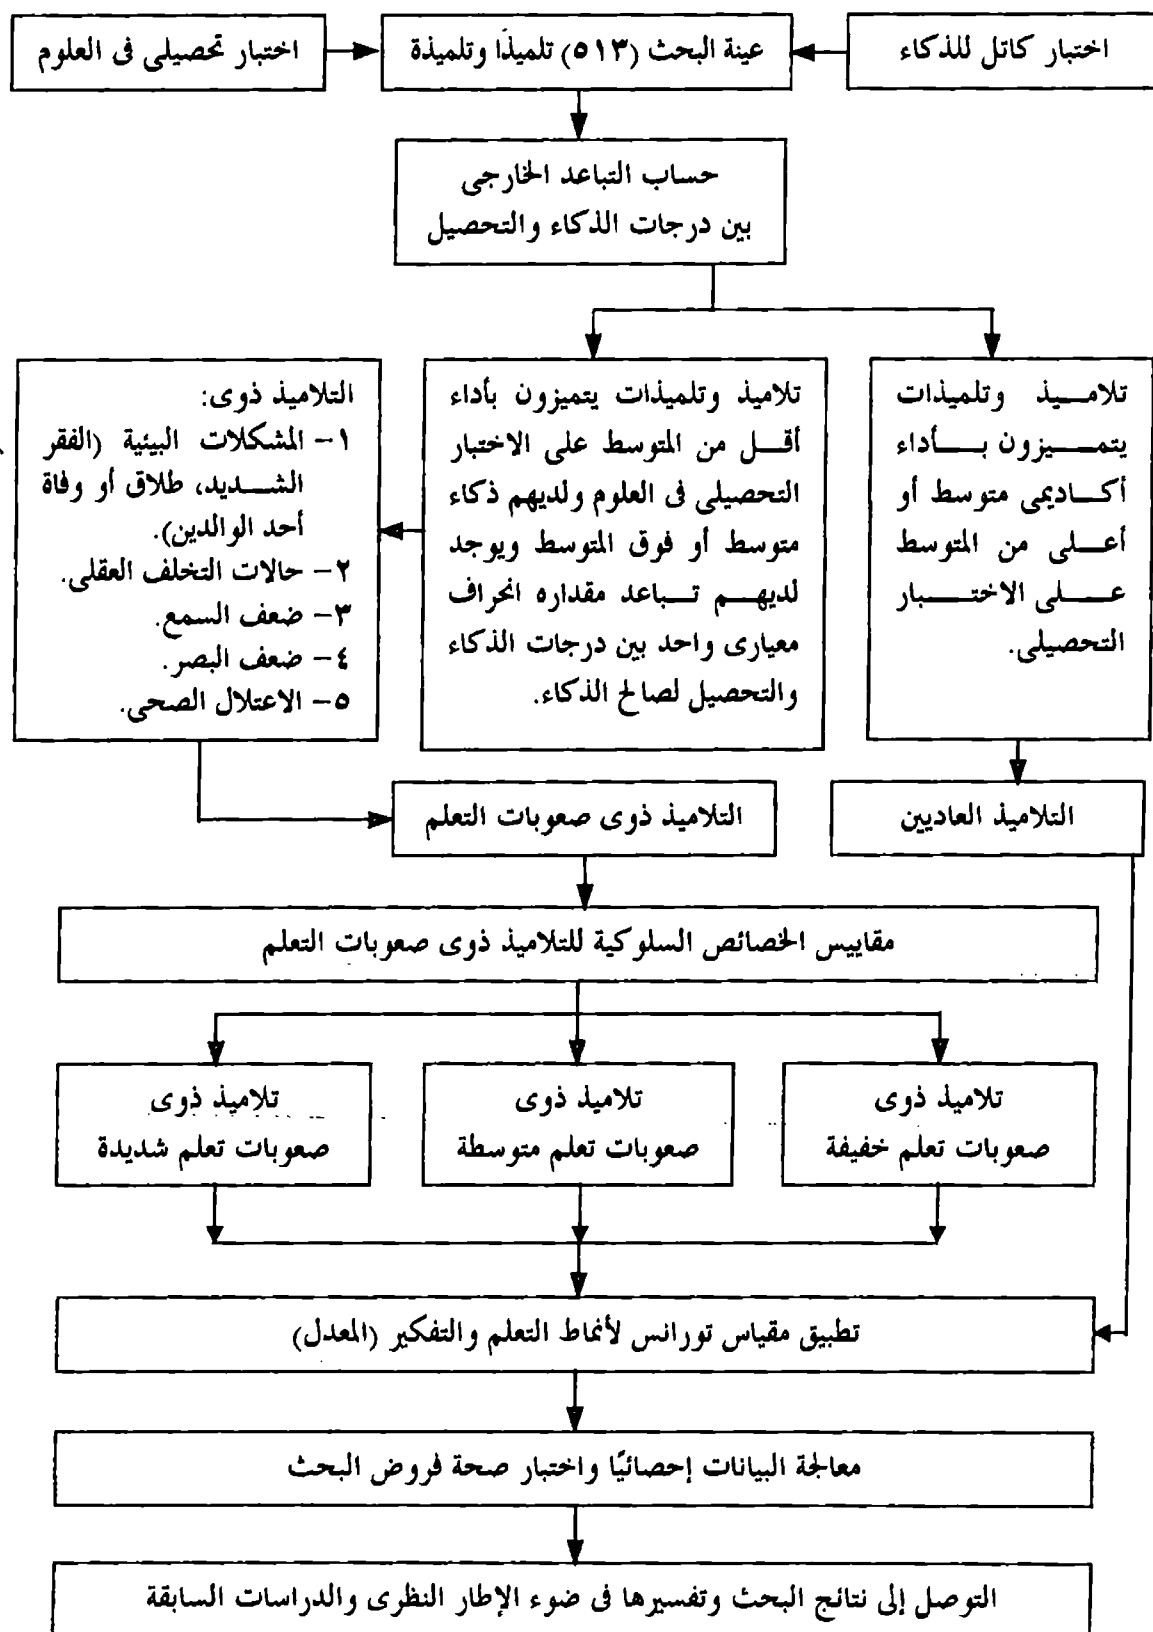 اختبار كاتل للذكاء
عينة البحث (٥١٣) تلميذًا وتلميذة
اختبار تحصيلى فى العلوم
حساب التباعد الخارجى
بين درجات الذكاء والتحصيل
تلاميذ وتلميذات
يتميزون بأداء
أكاديمى متوسط أو
أعلى من المتوسط
على الاختبار
التحصيلى.
تلاميذ وتلميذات يتميزون بأداء
أقل من المتوسط على الاختبار
التحصيلى فى العلوم ولديهم ذكاء
متوسط أو فوق المتوسط ويوجد
لديهم تباعد مقداره انحراف
معيارى واحد بين درجات الذكاء
والتحصيل لصالح الذكاء.
التلاميذ ذوى:
١- المشكلات البيئية (الفقر
الشديد، طلاق أو وفاة
أحد الوالدين).
٢- حالات التخلف العقلى.
٣- ضعف السمع.
٤- ضعف البصر.
٥- الاعتلال الصحى.
التلاميذ العاديين
التلاميذ ذوى صعوبات التعلم
مقاييس الخصائص السلوكية للتلاميذ ذوى صعوبات التعلم
تلاميذ ذوى
صعوبات تعلم خفيفة
تلاميذ ذوى
صعوبات تعلم متوسطة
تلاميذ ذوى
صعوبات تعلم شديدة
تطبيق مقياس تورانس لأنماط التعلم والتفكير (المعدل)
معالجة البيانات إحصائيًا واختبار صحة فروض البحث
التوصل إلى نتائج البحث وتفسيرها فى ضوء الإطار النظرى والدراسات السابقة